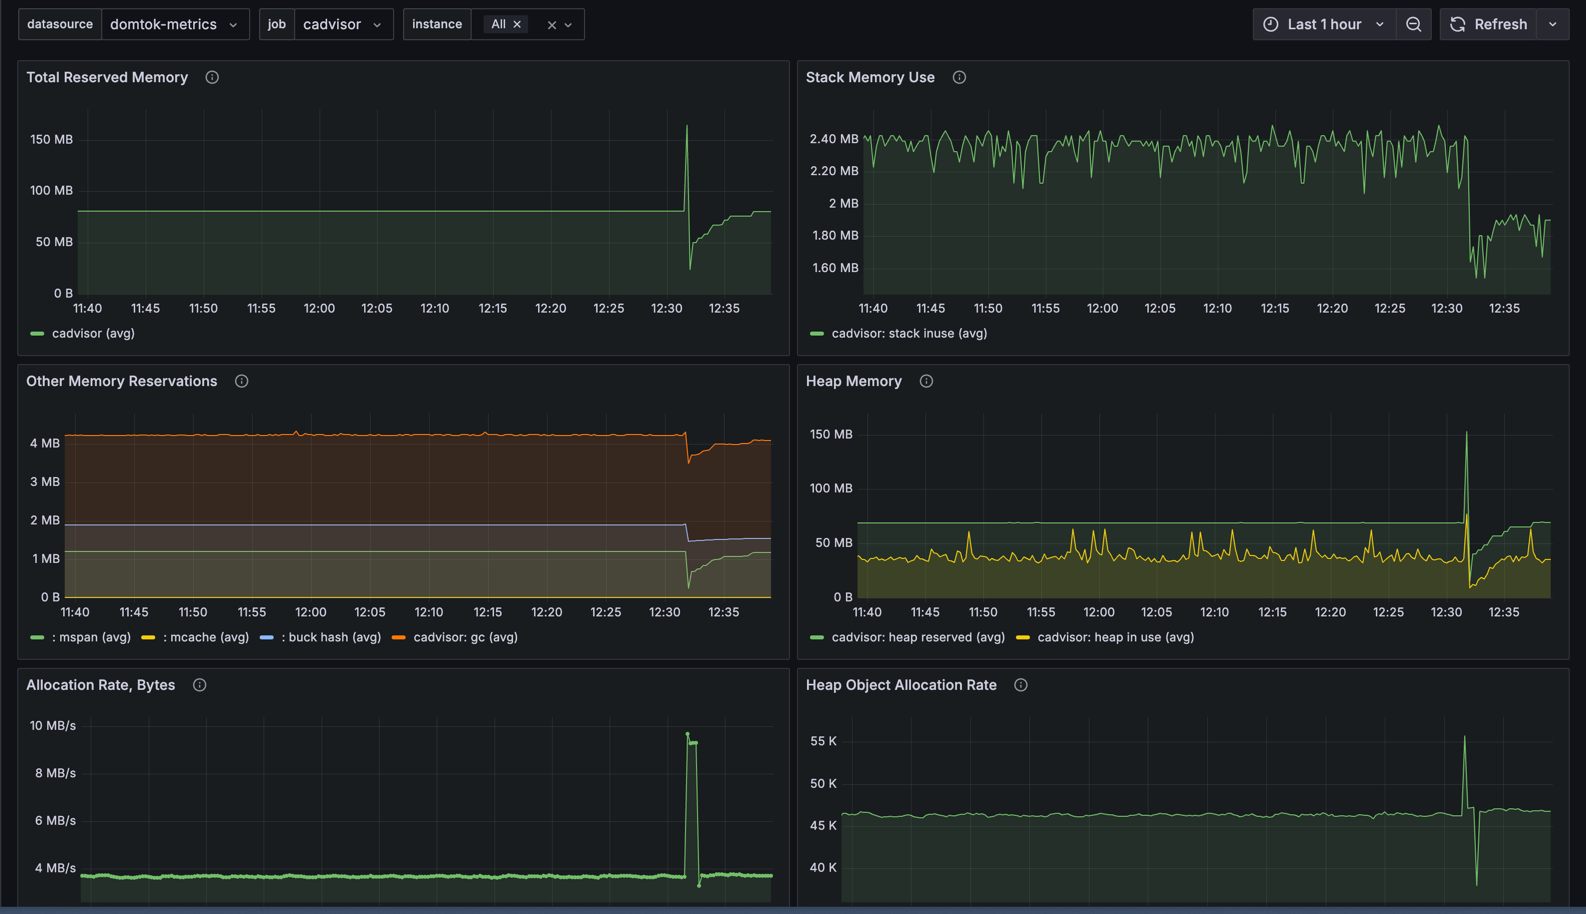 datasource domtok-metrics job cadvisor instance All Last 1 hour Refresh
Total Reserved Memory
150 MB
100 MB
50 MB
0 B
11:40 11:45 11:50 11:55 12:00 12:05 12:10 12:15 12:20 12:25 12:30 12:35
cadvisor (avg)
Stack Memory Use
2.40 MB
2.20 MB
2 MB
1.80 MB
1.60 MB
11:40 11:45 11:50 11:55 12:00 12:05 12:10 12:15 12:20 12:25 12:30 12:35
cadvisor: stack inuse (avg)
Other Memory Reservations
4 MB
3 MB
2 MB
1 MB
0 B
11:40 11:45 11:50 11:55 12:00 12:05 12:10 12:15 12:20 12:25 12:30 12:35
: mspan (avg) : mcache (avg) : buck hash (avg) cadvisor: gc (avg)
Heap Memory
150 MB
100 MB
50 MB
0 B
11:40 11:45 11:50 11:55 12:00 12:05 12:10 12:15 12:20 12:25 12:30 12:35
cadvisor: heap reserved (avg) cadvisor: heap in use (avg)
Allocation Rate, Bytes
10 MB/s
8 MB/s
6 MB/s
4 MB/s
Heap Object Allocation Rate
55 K
50 K
45 K
40 K